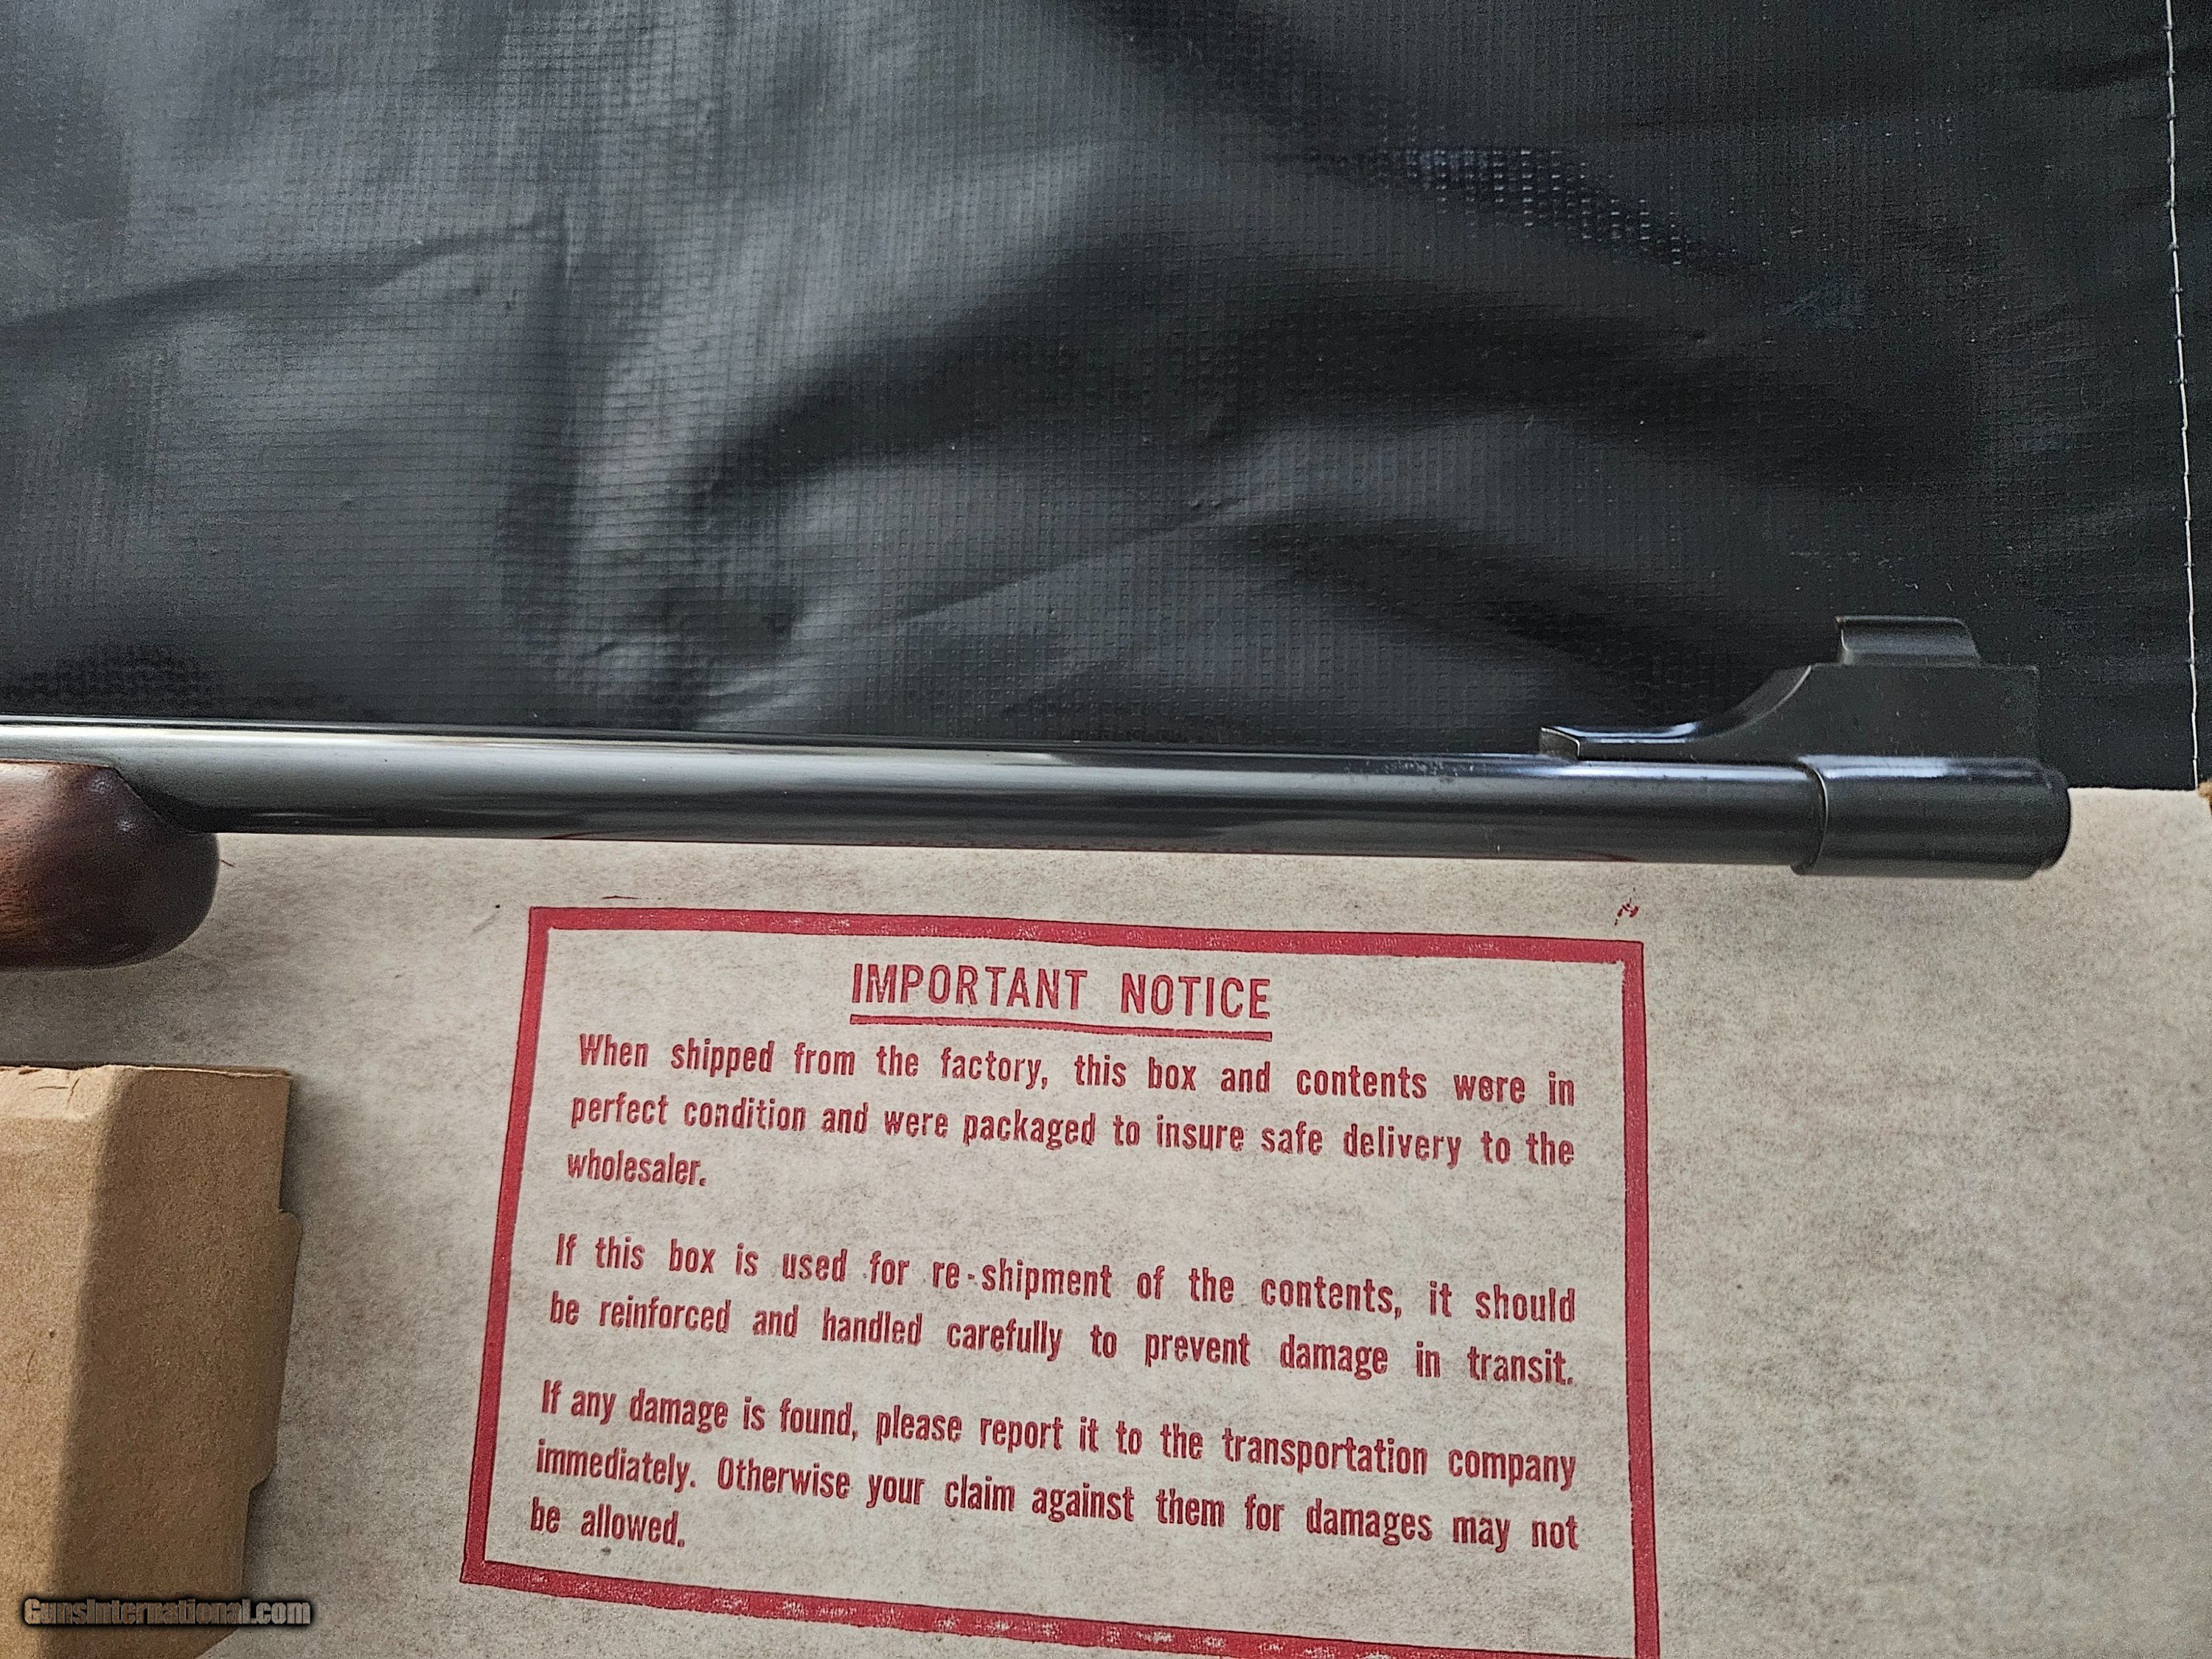 IMPORTANT NOTICE
When shipped from the factory, this box and contents were in
perfect condition and were packaged to insure safe delivery to the
wholesaler.
If this box is used for re-shipment of the contents, it should
be reinforced and handled carefully to prevent damage in transit.
If any damage is found, please report it to the transportation company
immediately. Otherwise your claim against them for damages may not
be allowed.
GunsInternational.com